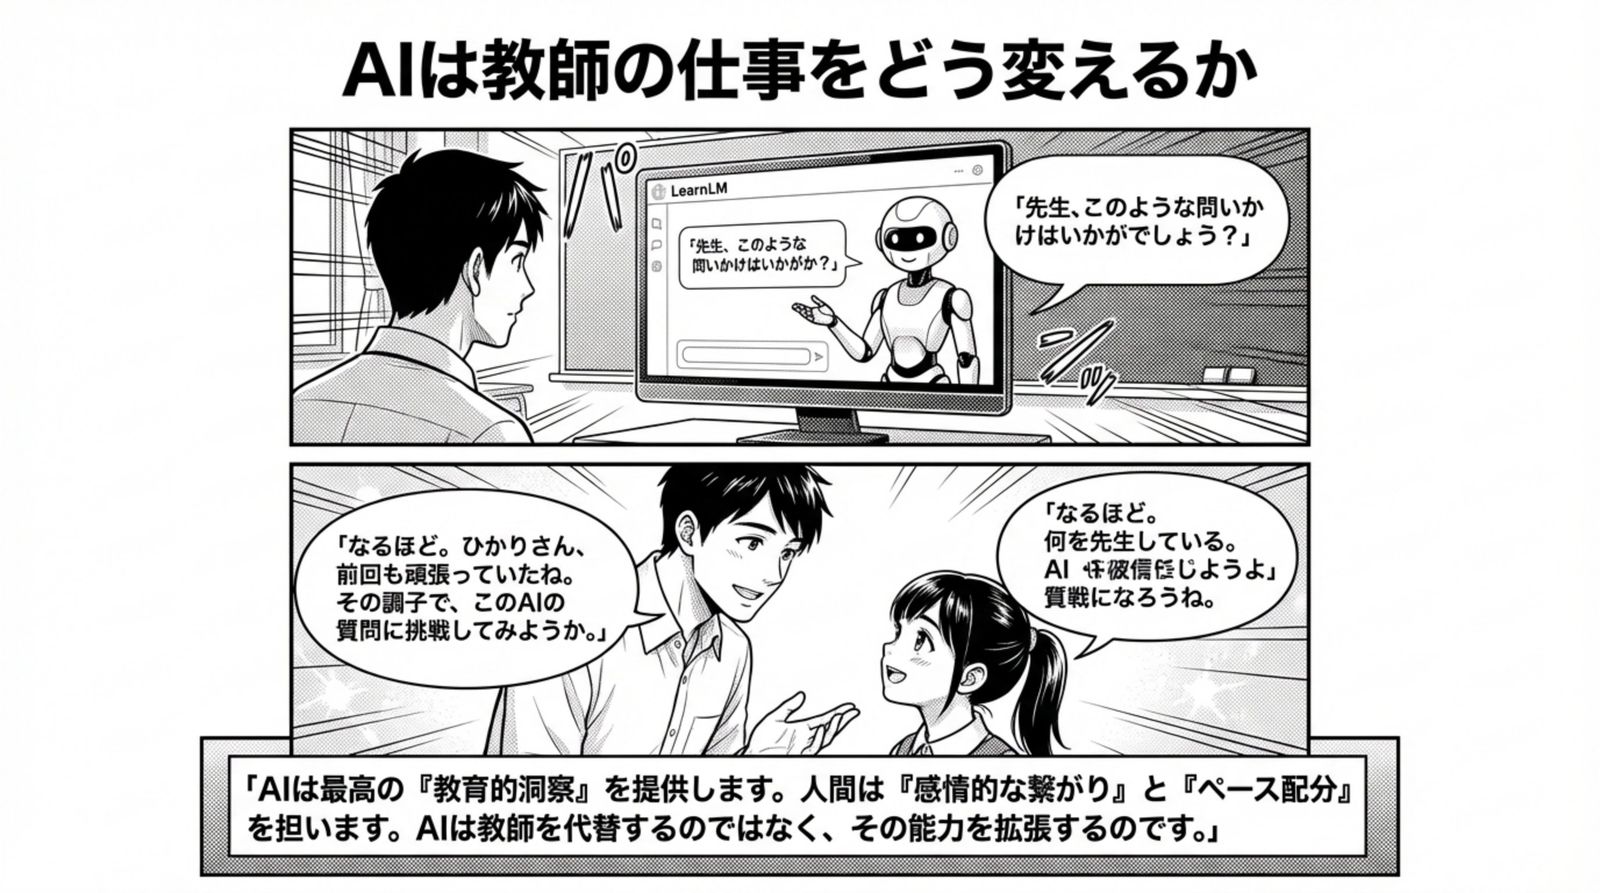 AIは教師の仕事をどう変えるか
パ
LearnLM
「先生、このような
問いかけはいかがか？」
「先生、このような問いか
けはいかがでしょう？」
「なるほど。ひかりさん、
前回も頑張っていたね。
その調子で、このAIの
質問に挑戦してみようか。」
「なるほど。
何を先生している。
AI じようよ」
質戦になろうね。
「AIは最高の『教育的洞察』を提供します。人間は『感情的な繋がり』と『ペース配分』
を担います。AIは教師を代替するのではなく、その能力を拡張するのです。」